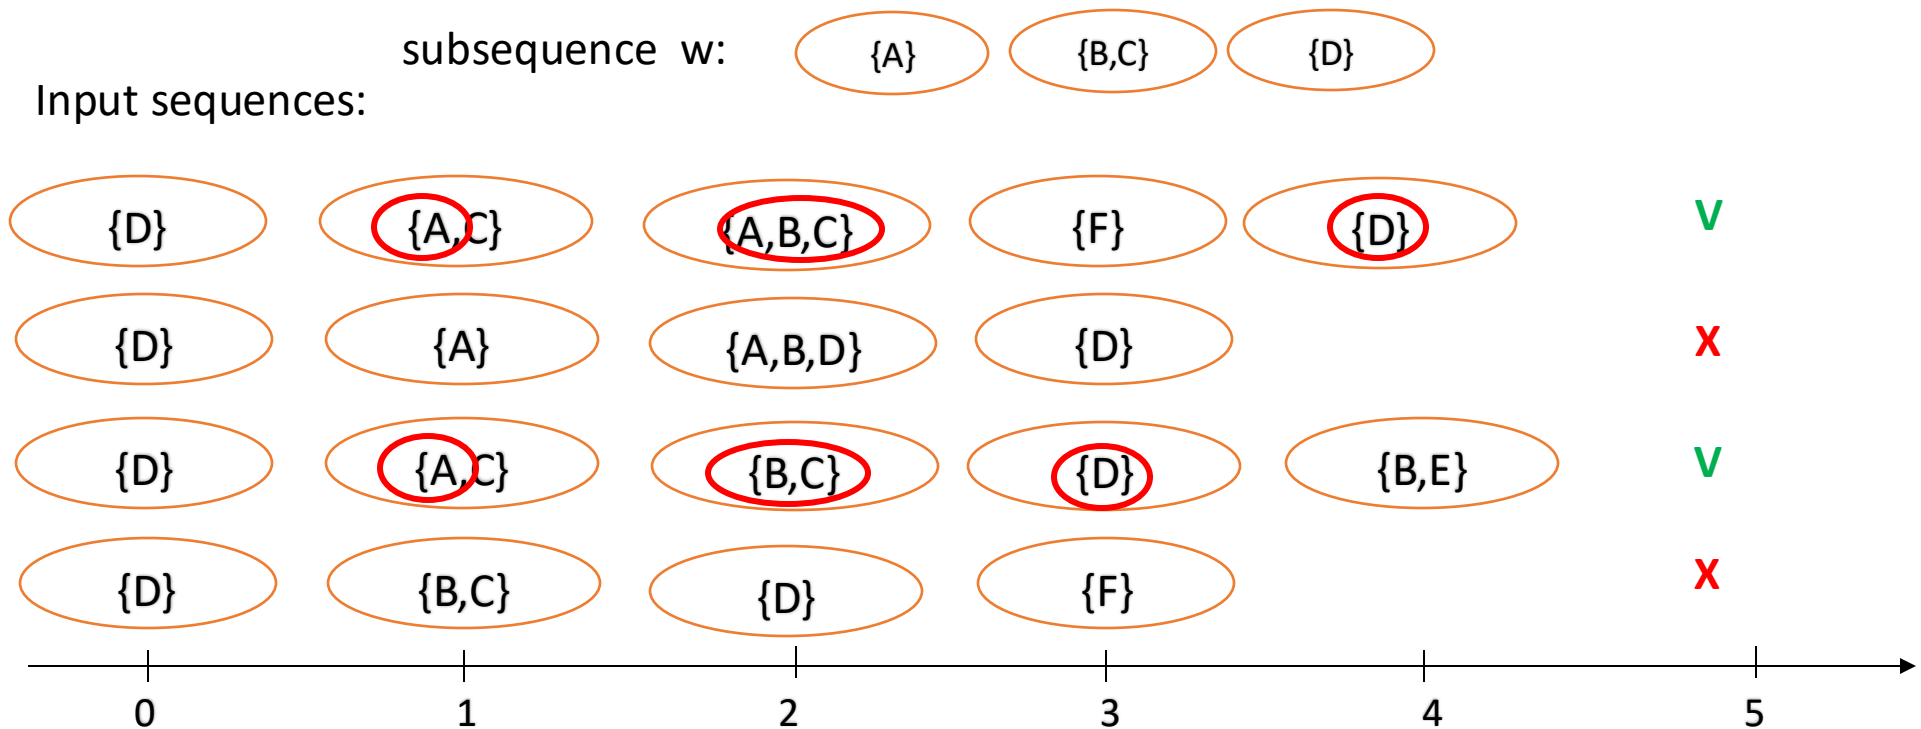 subsequence w: {A} {B,C} {D}
Input sequences:
{D} {A,C} {A,B,C} {F} {D} V
{D} {A} {A,B,D} {D} X
{D} {A,C} {B,C} {D} {B,E} V
{D} {B,C} {D} {F} X
0 1 2 3 4 5